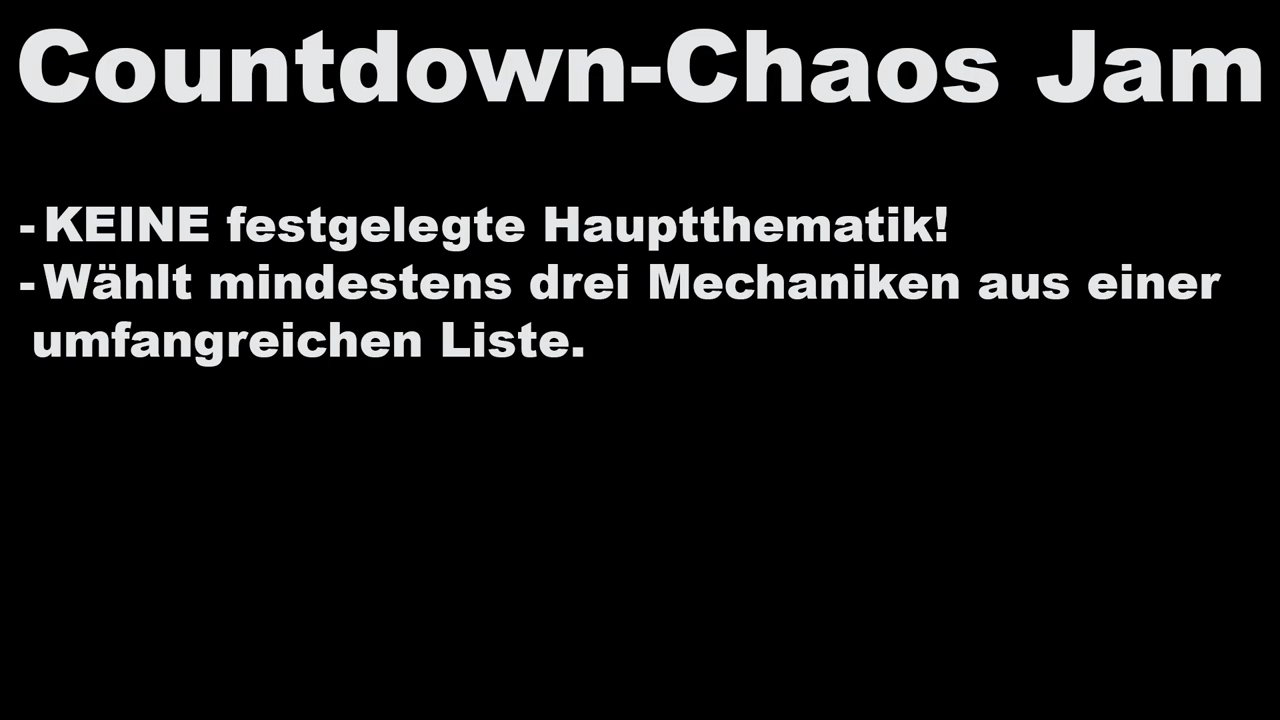 Countdown-Chaos Jam
- KEINE festgelegte Hauptthematik!
- Wählt mindestens drei Mechaniken aus einer
umfangreichen Liste.